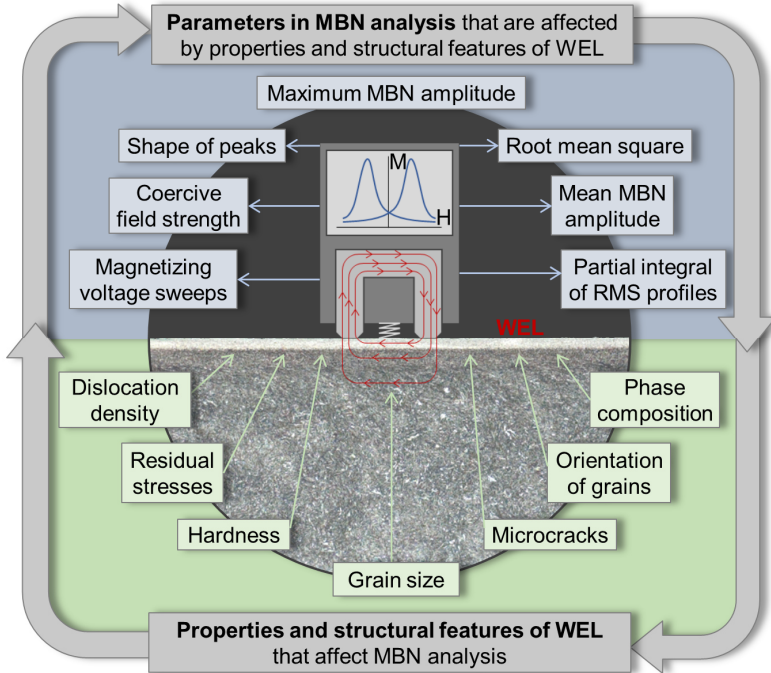 Parameters in MBN analysis that are affected
by properties and structural features of WEL
Maximum MBN amplitude
Shape of peaks
Root mean square
M
H
Coercive
field strength
Mean MBN
amplitude
Magnetizing
voltage sweeps
Partial integral
of RMS profiles
WEL
Dislocation
density
Phase
composition
Residual
stresses
Orientation
of grains
Hardness
Microcracks
Grain size
Properties and structural features of WEL
that affect MBN analysis